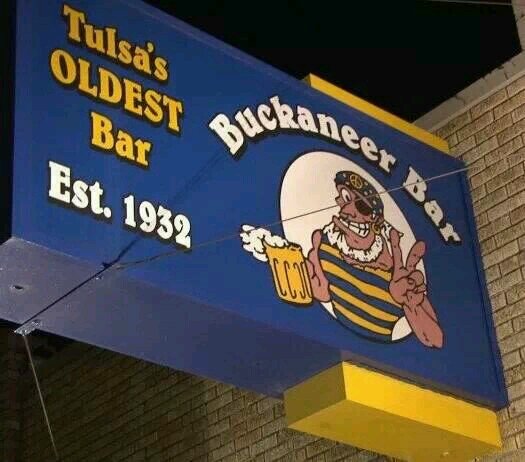 Tulsa's
OLDEST
Bar
Est. 1932
Buckaneer Bar